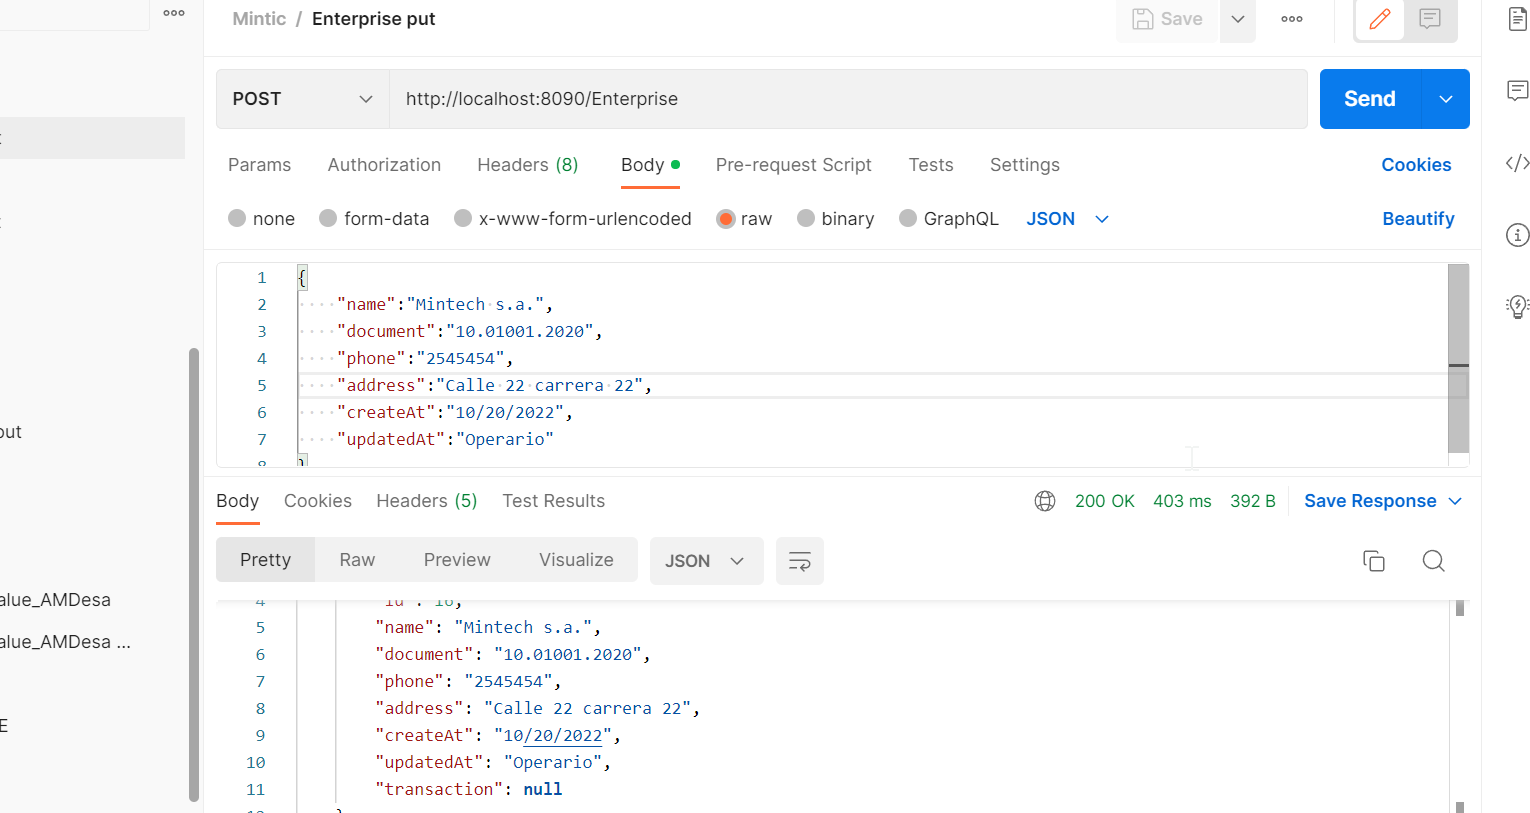 Mintic / Enterprise put
Save
POST
http://localhost:8090/Enterprise
Send
Params Authorization Headers (8) Body Pre-request Script Tests Settings Cookies
none form-data x-www-form-urlencoded raw binary GraphQL JSON Beautify
1 {
2 "name":"Mintech s.a.",
3 "document":"10.01001.2020",
4 "phone":"2545454",
5 "address":"Calle 22 carrera 22",
6 "createAt":"10/20/2022",
7 "updatedAt":"Operario"
8 }
Body Cookies Headers (5) Test Results 200 OK 403 ms 392 B Save Response
Pretty Raw Preview Visualize JSON
4 "id": 16,
5 "name": "Mintech s.a.",
6 "document": "10.01001.2020",
7 "phone": "2545454",
8 "address": "Calle 22 carrera 22",
9 "createAt": "10/20/2022",
10 "updatedAt": "Operario",
11 "transaction": null
alue_AMDesa
alue_AMDesa ...
E